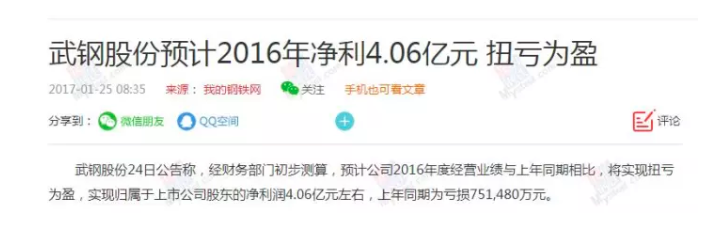 武钢股份预计2016年净利4.06亿元 扭亏为盈
2017-01-25 08:35 来源： 我的钢铁网 关注 手机也可看文章
分享到： 微信朋友 QQ空间 评论
武钢股份24日公告称，经财务部门初步测算，预计公司2016年度经营业绩与上年同期相比，将实现扭亏
为盈，实现归属于上市公司股东的净利润4.06亿元左右，上年同期为亏损751,480万元。